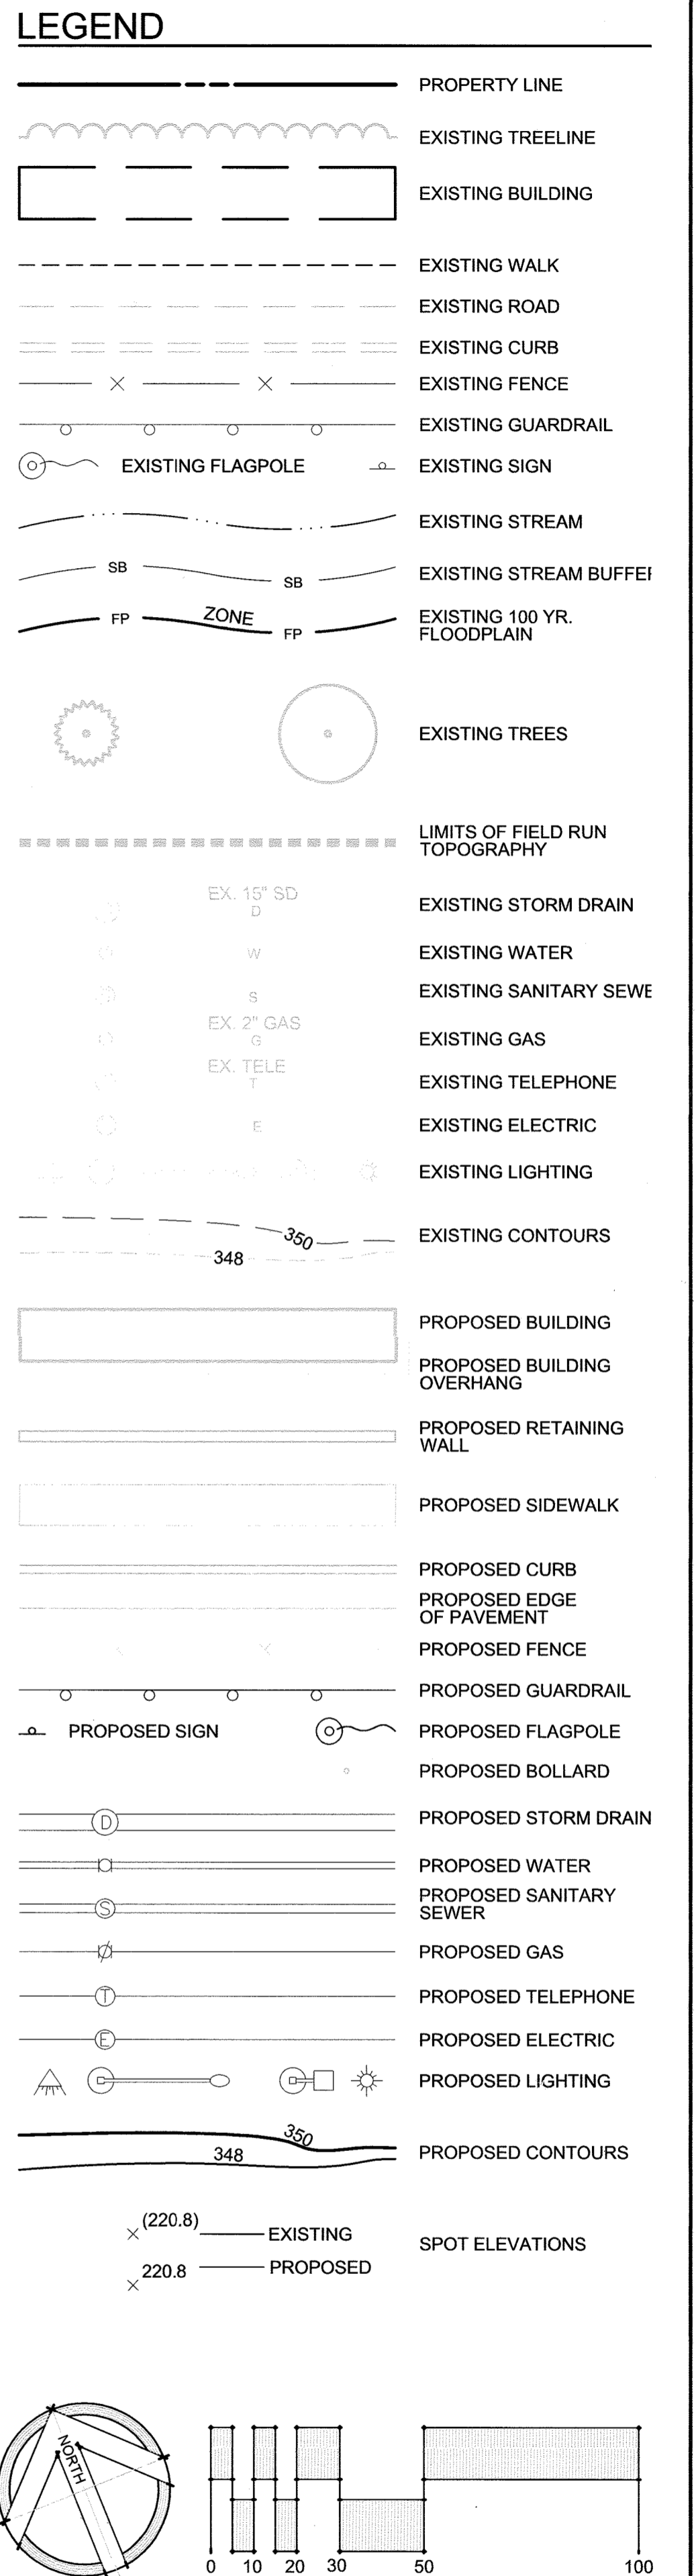 LEGEND
PROPERTY LINE
EXISTING TREELINE
EXISTING BUILDING
EXISTING WALK
EXISTING ROAD
EXISTING CURB
EXISTING FENCE
EXISTING GUARDRAIL
EXISTING FLAGPOLE EXISTING SIGN
EXISTING STREAM
SB SB EXISTING STREAM BUFFE
FP ZONE FP EXISTING 100 YR.
FLOODPLAIN
EXISTING TREES
LIMITS OF FIELD RUN
TOPOGRAPHY
EX. 15" SD
D EXISTING STORM DRAIN
W EXISTING WATER
S EXISTING SANITARY SEWE
EX. 2" GAS
G EXISTING GAS
EX. TELE
T EXISTING TELEPHONE
E EXISTING ELECTRIC
EXISTING LIGHTING
350 EXISTING CONTOURS
348
PROPOSED BUILDING
PROPOSED BUILDING
OVERHANG
PROPOSED RETAINING
WALL
PROPOSED SIDEWALK
PROPOSED CURB
PROPOSED EDGE
OF PAVEMENT
PROPOSED FENCE
PROPOSED GUARDRAIL
PROPOSED SIGN PROPOSED FLAGPOLE
PROPOSED BOLLARD
D PROPOSED STORM DRAIN
PROPOSED WATER
S PROPOSED SANITARY
SEWER
PROPOSED GAS
T PROPOSED TELEPHONE
E PROPOSED ELECTRIC
PROPOSED LIGHTING
350 PROPOSED CONTOURS
348
(220.8) EXISTING SPOT ELEVATIONS
220.8 PROPOSED
NORTH
0 10 20 30 50 100